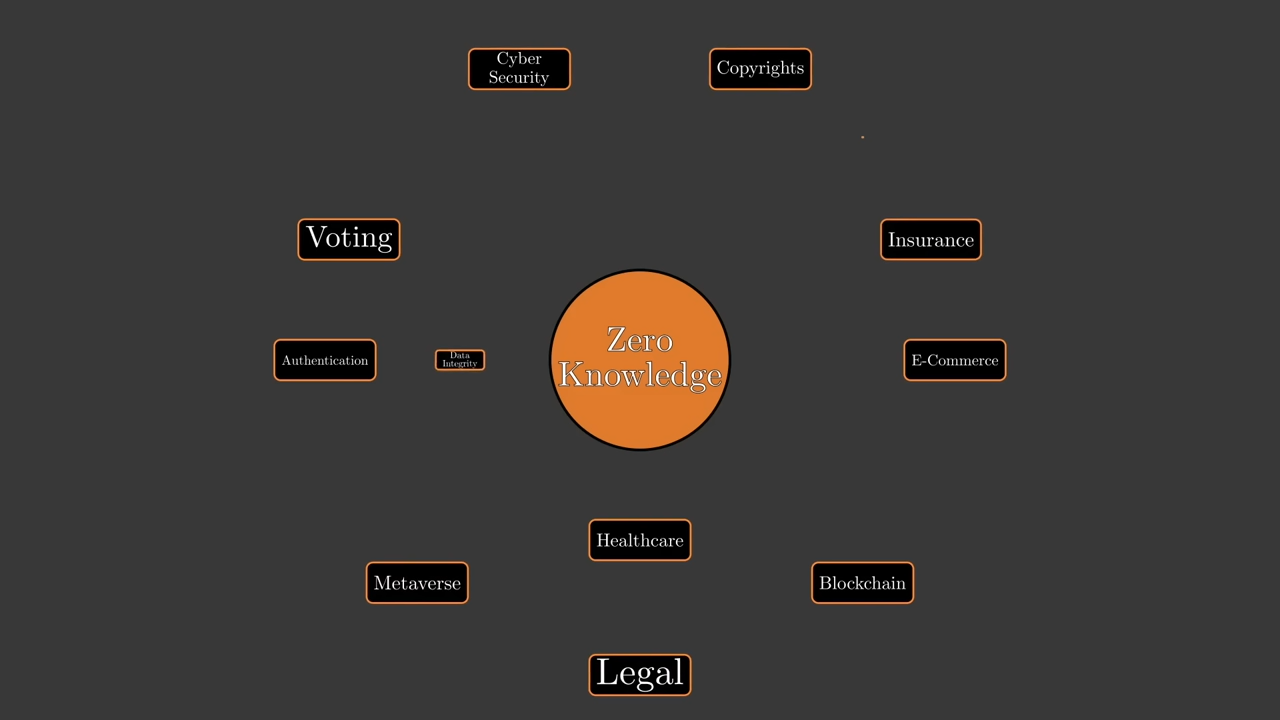 Cyber
Security
Copyrights
Voting
Insurance
Zero
Knowledge
Authentication
Data
Integrity
E-Commerce
Healthcare
Metaverse
Blockchain
Legal